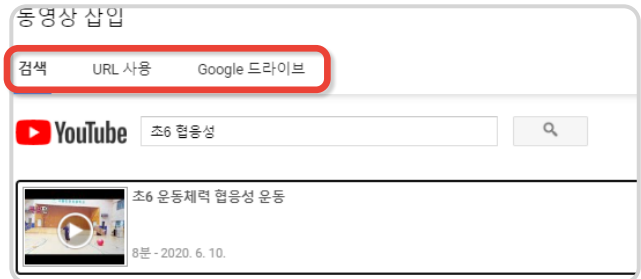 동영상 삽입
검색 URL 사용 Google 드라이브
YouTube 초6 협응성
초6 운동체력 협응성 운동
8분 - 2020. 6. 10.